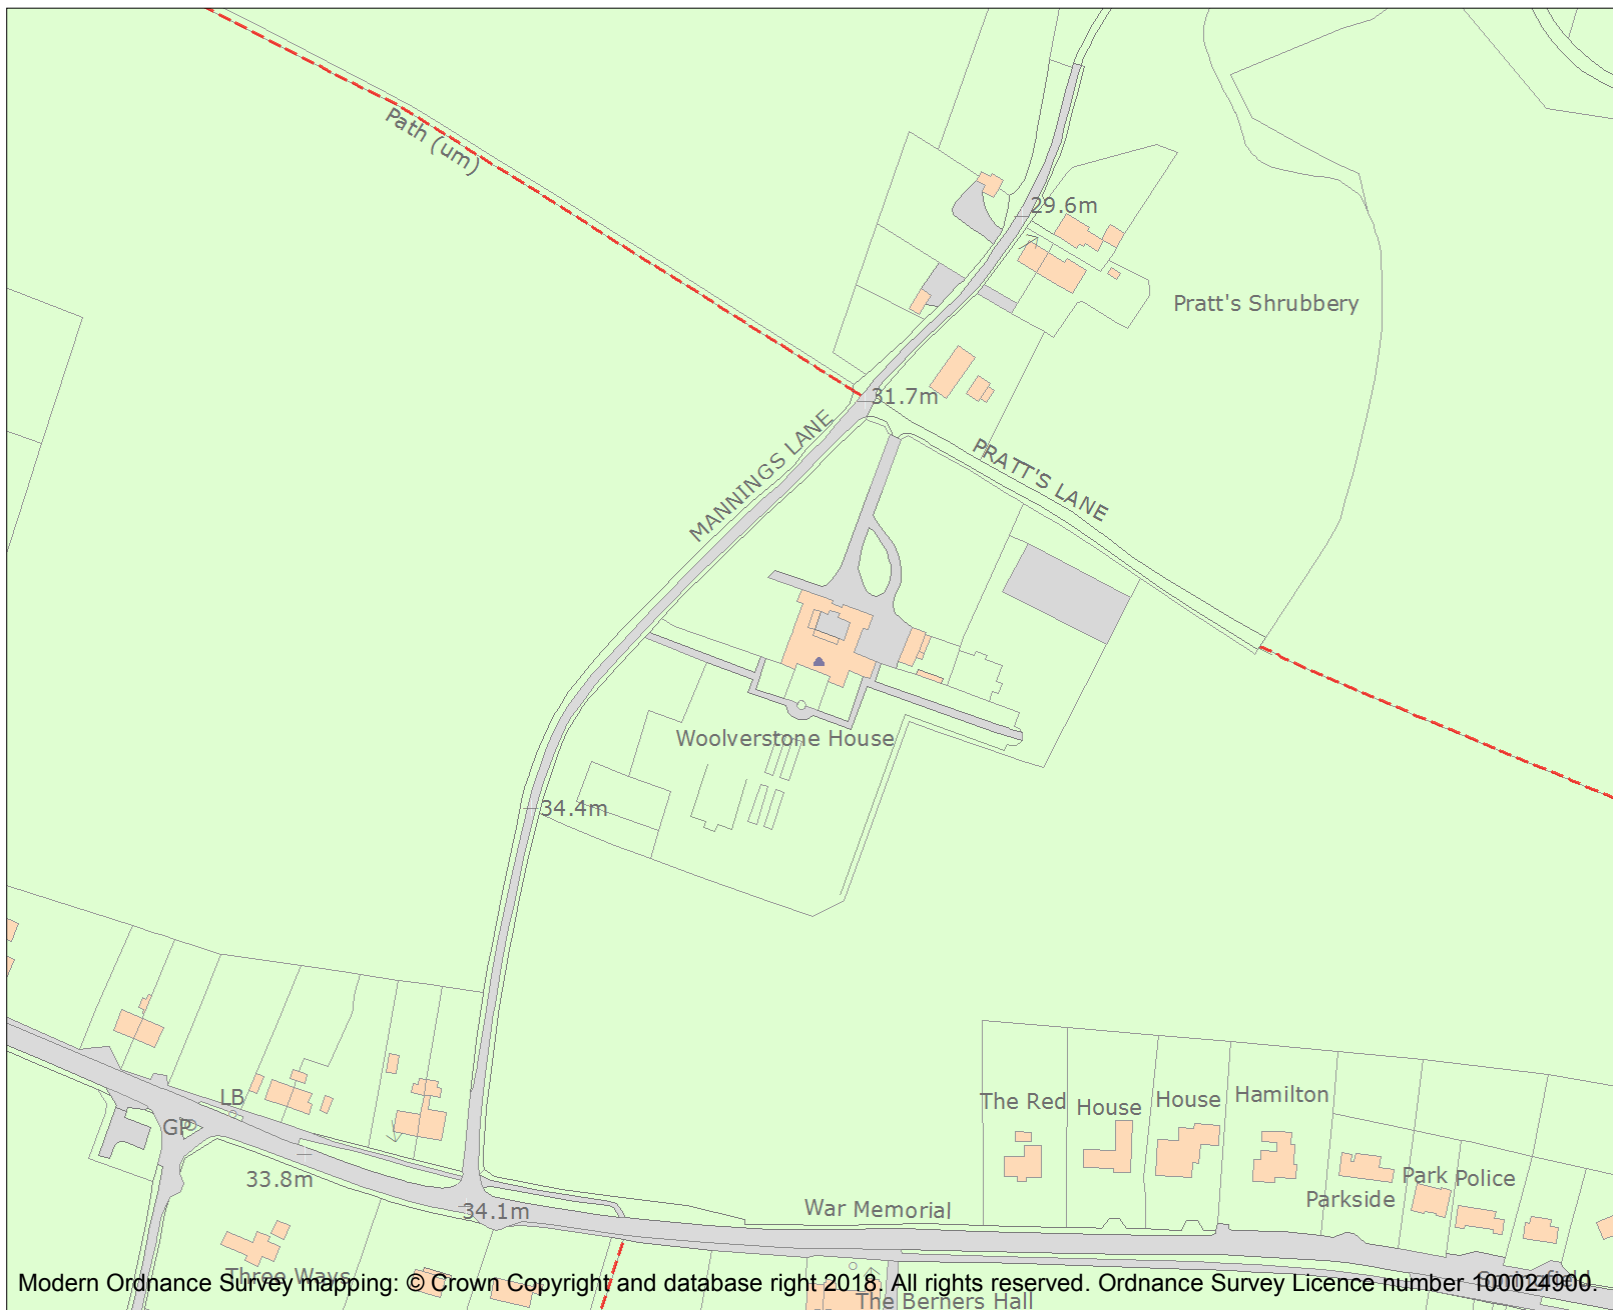 Path (um)
29.6m
Pratt's Shrubbery
31.7m
MANNINGS LANE
PRATT'S LANE
Woolverstone House
34.4m
LB
GP
33.8m
34.1m
The Red
House
House
Hamilton
Parkside
Park
Police
War Memorial
Three Ways
The Berners Hall
Modern Ordnance Survey mapping: © Crown Copyright and database right 2018. All rights reserved. Ordnance Survey Licence number 100024900.